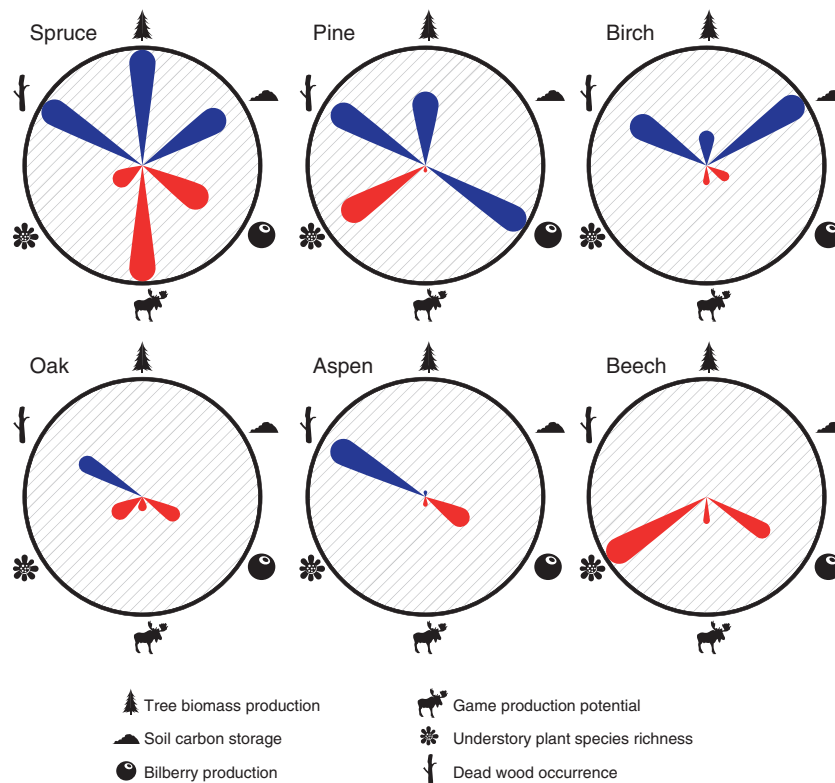 Spruce
Pine
Birch
Oak
Aspen
Beech
Tree biomass production
Game production potential
Soil carbon storage
Understory plant species richness
Bilberry production
Dead wood occurrence